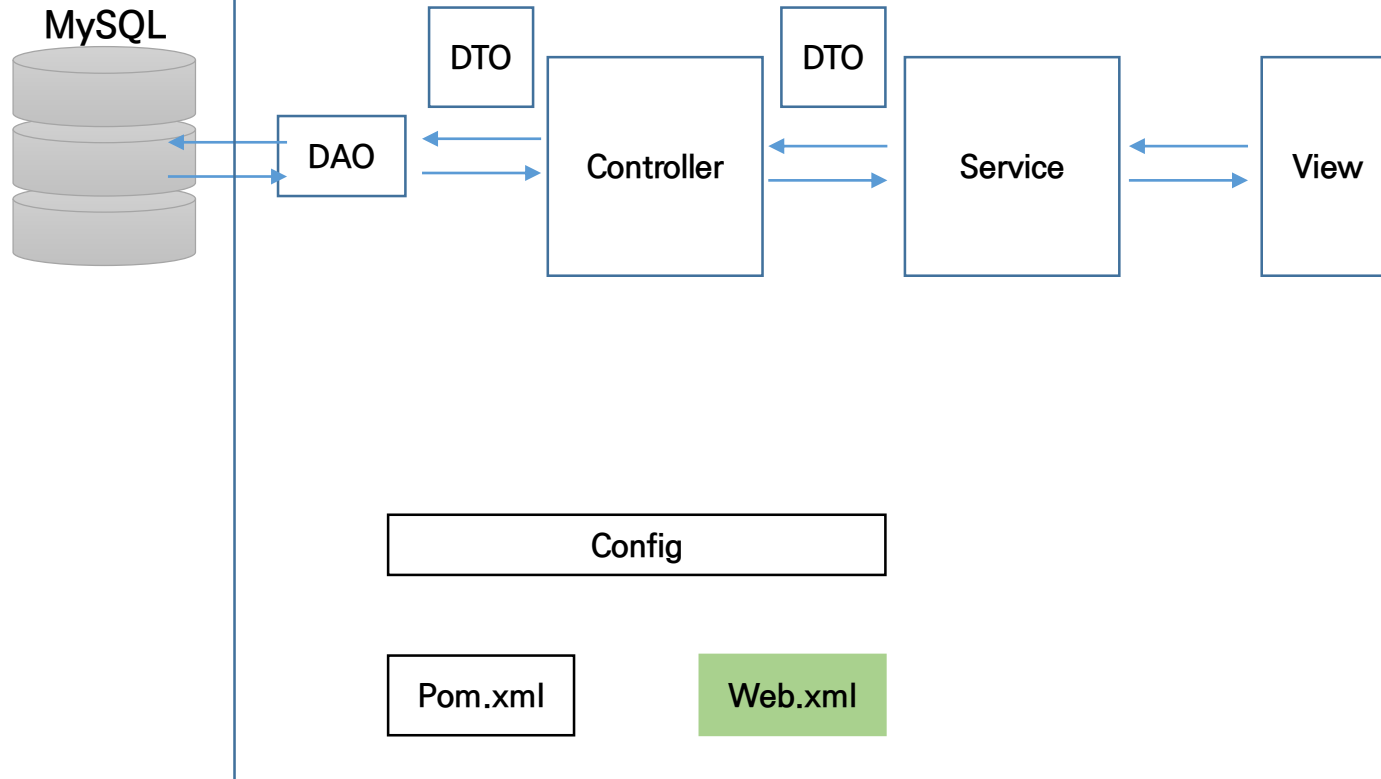 MySQL
DTO
DTO
DAO
Controller
Service
View
Config
Pom.xml
Web.xml